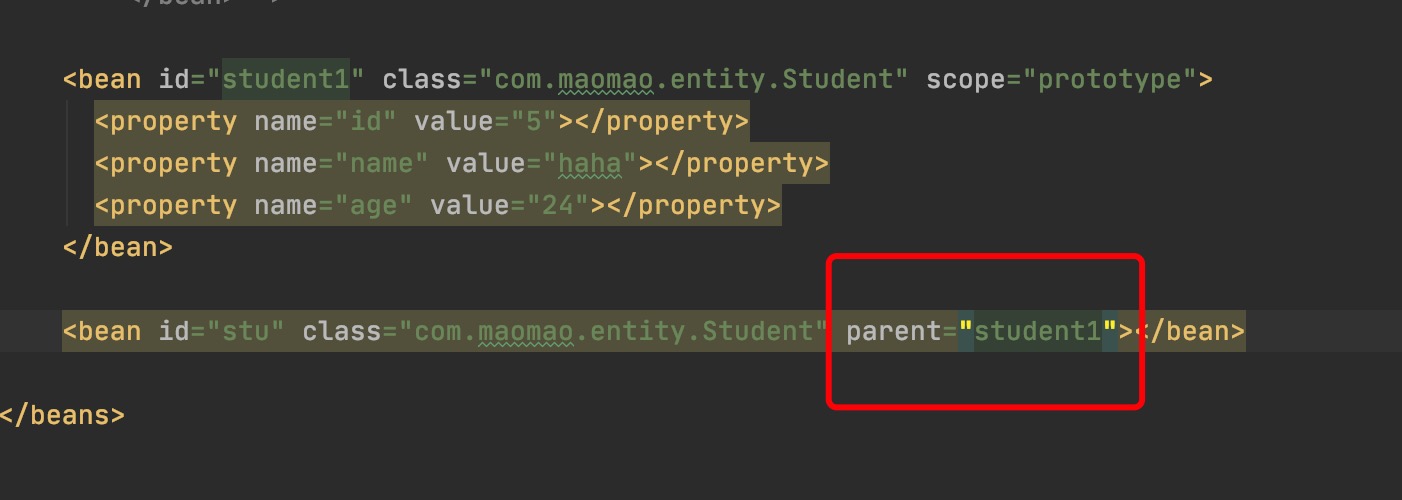 </bean> -->
<bean id="student1" class="com.maomao.entity.Student" scope="prototype">
<property name="id" value="5"></property>
<property name="name" value="haha"></property>
<property name="age" value="24"></property>
</bean>
<bean id="stu" class="com.maomao.entity.Student" parent="student1"></bean>
</beans>